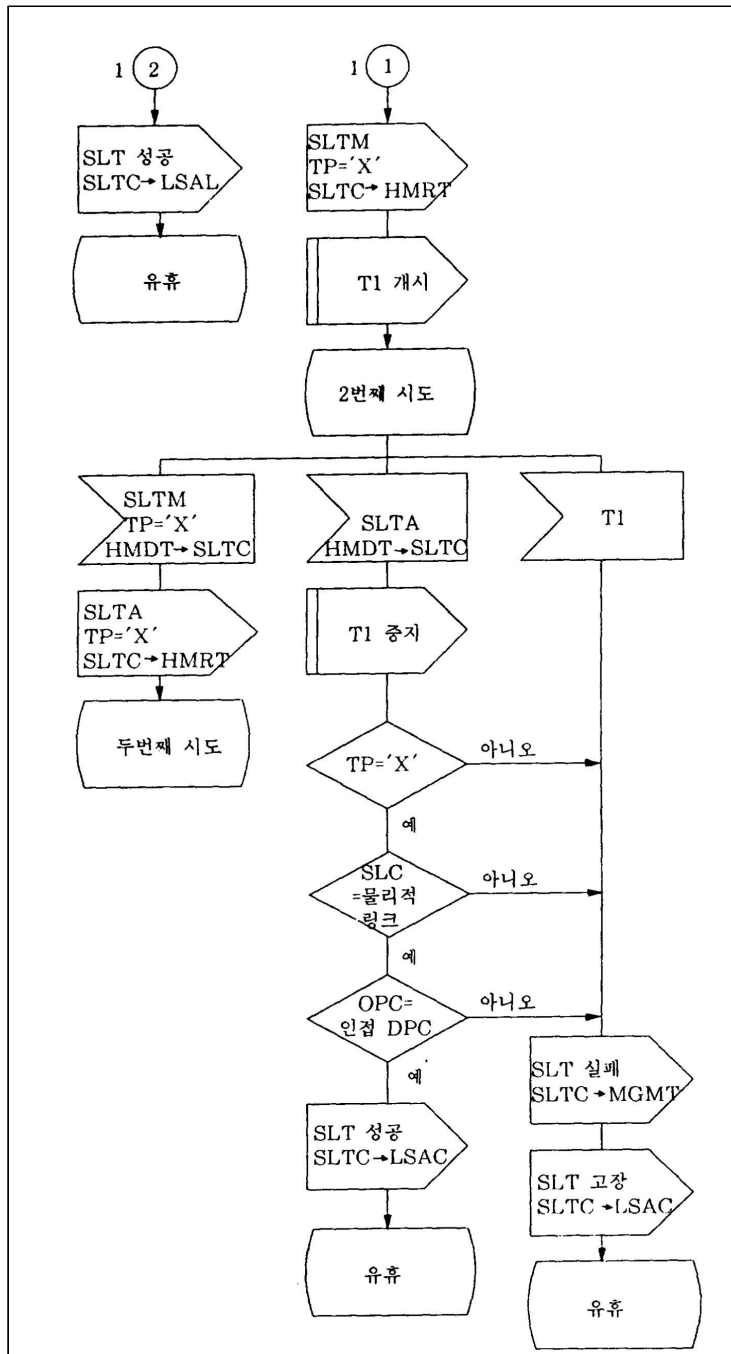 1 2
SLT 성공
SLTC→LSAL
유휴
1 1
SLTM
TP='X'
SLTC→HMRT
T1 개시
2번째 시도
SLTM
TP='X'
HMDT→SLTC
SLTA
TP='X'
SLTC→HMRT
두번째 시도
SLTA
HMDT→SLTC
T1 중지
TP='X'
아니오
예
SLC
=물리적
링크
아니오
예
OPC=
인접 DPC
아니오
예
SLT 성공
SLTC→LSAC
유휴
T1
SLT 실패
SLTC→MGMT
SLT 고장
SLTC→LSAC
유휴